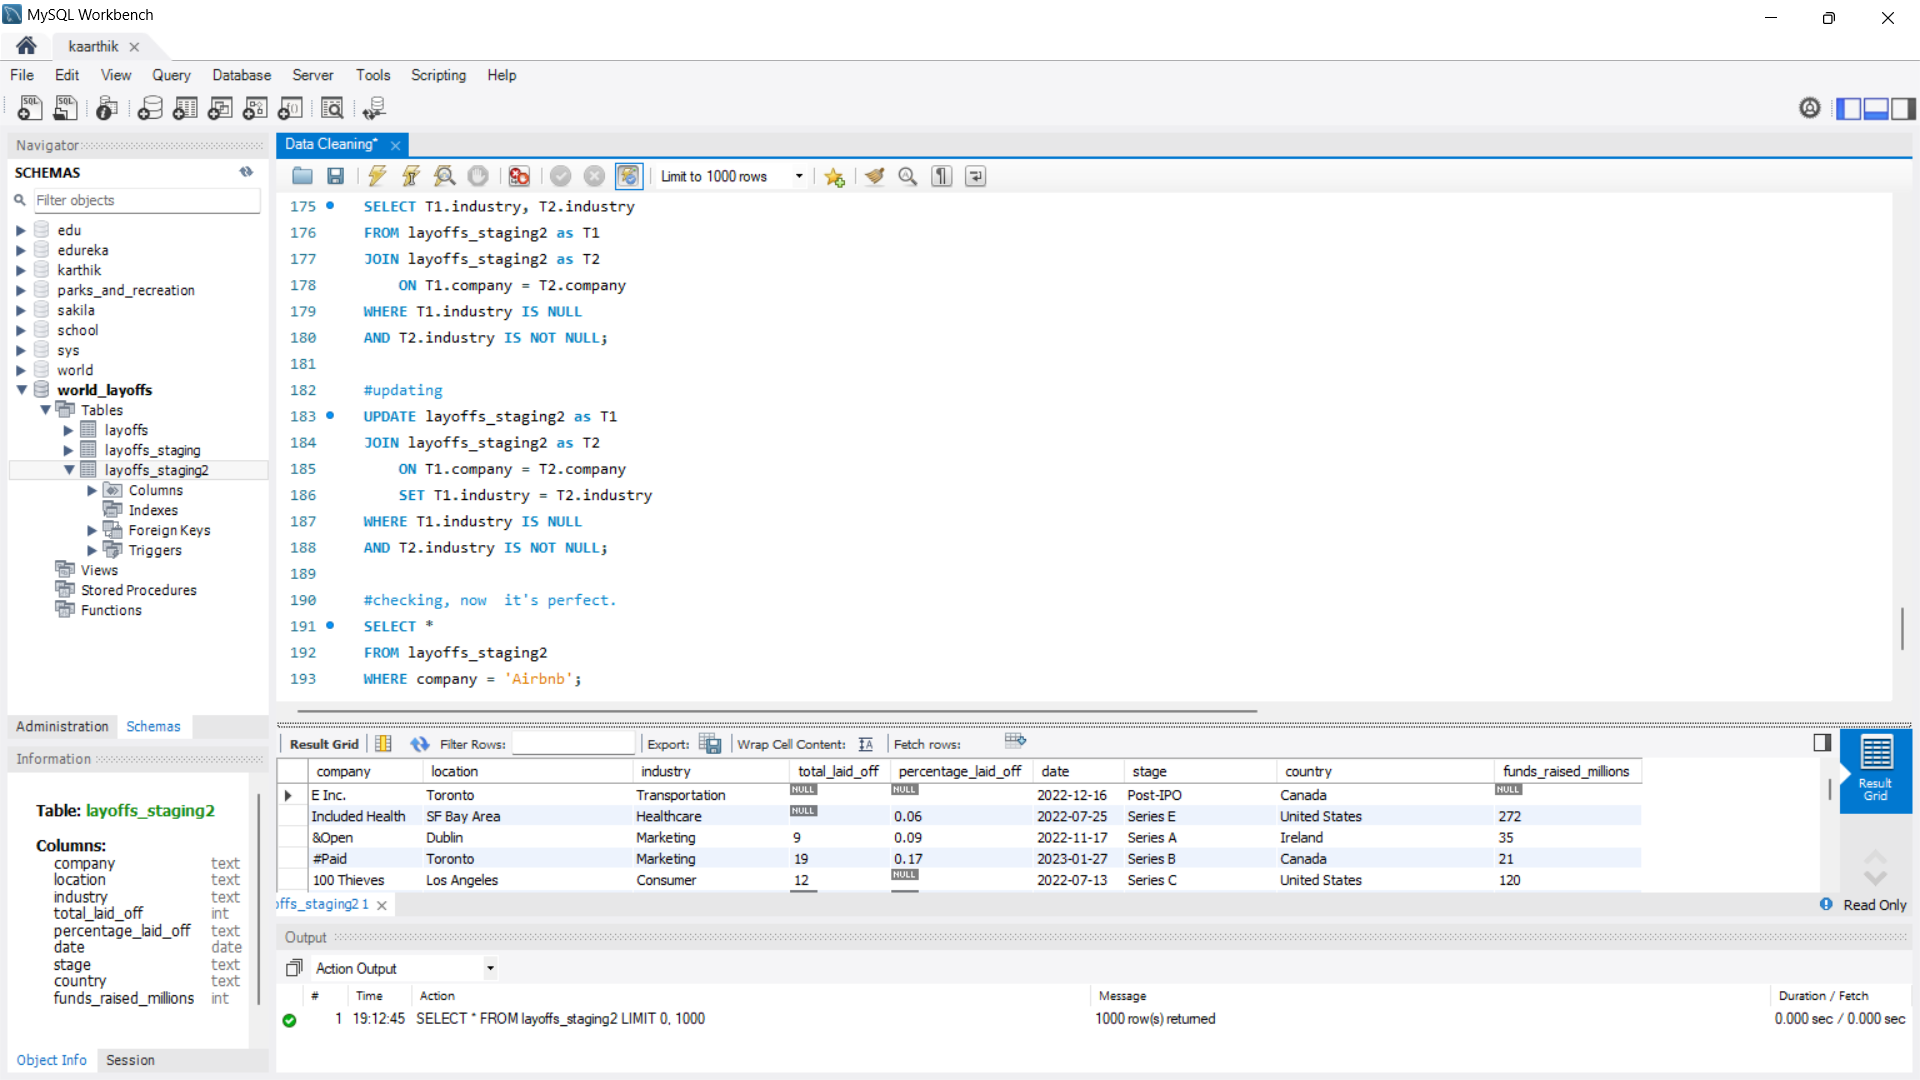 MySQL Workbench
kaarthik
File Edit View Query Database Server Tools Scripting Help
Navigator
SCHEMAS
Filter objects
edu
edureka
karthik
parks_and_recreation
sakila
school
sys
world
world_layoffs
Tables
layoffs
layoffs_staging
layoffs_staging2
Columns
Indexes
Foreign Keys
Triggers
Views
Stored Procedures
Functions
Administration Schemas
Information
Table: layoffs_staging2
Columns:
company text
location text
industry text
total_laid_off int
percentage_laid_off text
date date
stage text
country text
funds_raised_millions int
Object Info Session
Data Cleaning*
Limit to 1000 rows
175 SELECT T1.industry, T2.industry
176 FROM layoffs_staging2 as T1
177 JOIN layoffs_staging2 as T2
178 ON T1.company = T2.company
179 WHERE T1.industry IS NULL
180 AND T2.industry IS NOT NULL;
181
182 #updating
183 UPDATE layoffs_staging2 as T1
184 JOIN layoffs_staging2 as T2
185 ON T1.company = T2.company
186 SET T1.industry = T2.industry
187 WHERE T1.industry IS NULL
188 AND T2.industry IS NOT NULL;
189
190 #checking, now  it's perfect.
191 SELECT *
192 FROM layoffs_staging2
193 WHERE company = 'Airbnb';
Result Grid Filter Rows: Export: Wrap Cell Content: Fetch rows:
company location industry total_laid_off percentage_laid_off date stage country funds_raised_millions
E Inc. Toronto Transportation NULL NULL 2022-12-16 Post-IPO Canada NULL
Included Health SF Bay Area Healthcare NULL 0.06 2022-07-25 Series E United States 272
&Open Dublin Marketing 9 0.09 2022-11-17 Series A Ireland 35
#Paid Toronto Marketing 19 0.17 2023-01-27 Series B Canada 21
100 Thieves Los Angeles Consumer 12 NULL 2022-07-13 Series C United States 120
Result
Grid
ffs_staging2 1
Read Only
Output
Action Output
# Time Action Message Duration / Fetch
1 19:12:45 SELECT * FROM layoffs_staging2 LIMIT 0, 1000 1000 row(s) returned 0.000 sec / 0.000 sec